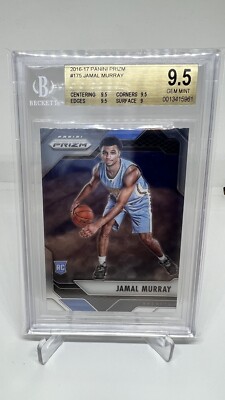 2016-17 PANINI PRIZM
#175 JAMAL MURRAY
CENTERING 9.5 CORNERS 9.5
EDGES 9.5 SURFACE 9
9.5
GEM MINT
0013415961
BECKETT
PANINI
PRIZM
RC
JAMAL MURRAY